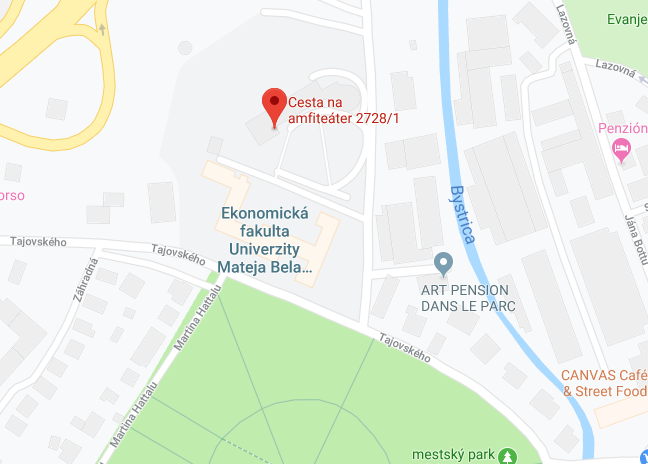 Lazovná
Evanje
Lazovná
Cesta na
amfiteáter 2728/1
Penzión
orso
Bystrica
Ekonomická
fakulta
Univerzity
Mateja Bela...
Jána Bottu
Tajovského
Tajovského
Záhradná
Martina Hattalu
ART PENSION
DANS LE PARC
Tajovského
CANVAS Café
& Street Food
Martina Hattalu
mestský park